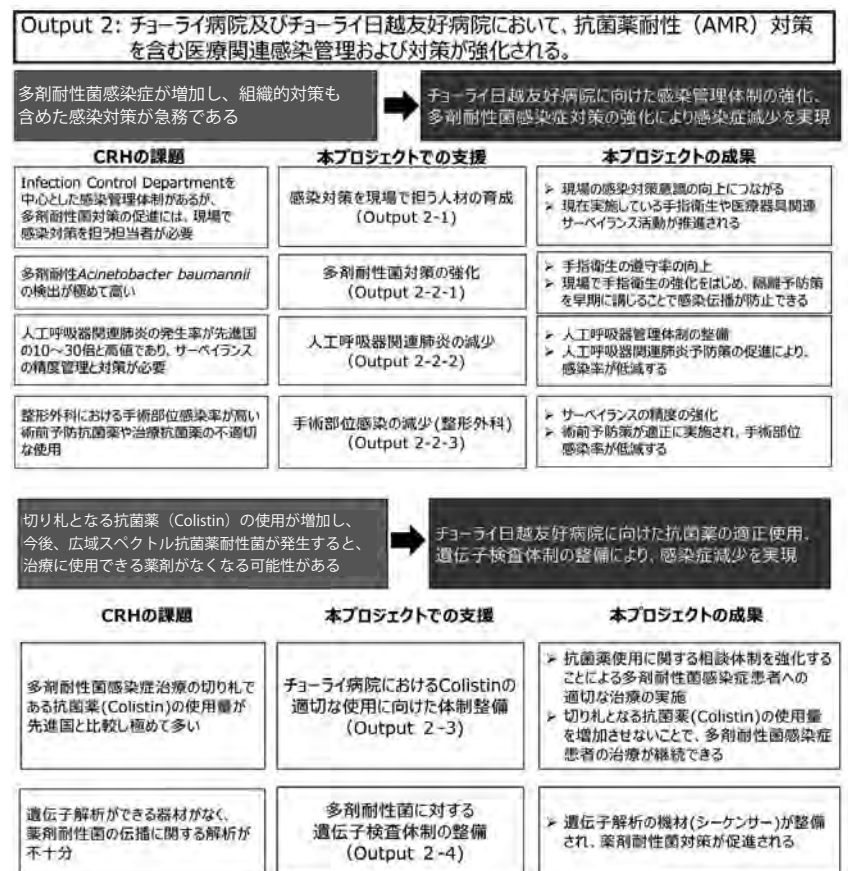 Output 2: チョーライ病院及びチョーライ日越友好病院において、抗菌薬耐性（AMR）対策
を含む医療関連感染管理および対策が強化される。
多剤耐性菌感染症が増加し、組織的対策も
含めた感染対策が急務である
チョーライ日越友好病院に向けた感染管理体制の強化、
多剤耐性菌感染症対策の強化により感染症減少を実現
CRHの課題
本プロジェクトでの支援
本プロジェクトの成果
Infection Control Departmentを
中心とした感染管理体制があるが、
多剤耐性菌対策の促進には、現場で
感染対策を担う担当者が必要
感染対策を現場で担う人材の育成
(Output 2-1)
➢ 現場の感染対策意識の向上につながる
➢ 現在実施している手指衛生や医療器具関連
サーベイランス活動が推進される
多剤耐性Acinetobacter baumannii
の検出が極めて高い
多剤耐性菌対策の強化
(Output 2-2-1)
➢ 手指衛生の遵守率の向上
➢ 現場で手指衛生の強化をはじめ、隔離予防策
を早期に講じることで感染伝播が防止できる
人工呼吸器関連肺炎の発生率が先進国
の10～30倍と高値であり、サーベイランス
の精度管理と対策が必要
人工呼吸器関連肺炎の減少
(Output 2-2-2)
➢ 人工呼吸器管理体制の整備
➢ 人工呼吸器関連肺炎予防策の促進により、
感染率が低減する
整形外科における手術部位感染率が高い
術前予防抗菌薬や治療抗菌薬の不適切
な使用
手術部位感染の減少(整形外科)
(Output 2-2-3)
➢ サーベイランスの精度の強化
➢ 術前予防策が適正に実施され、手術部位
感染率が低減する
切り札となる抗菌薬（Colistin）の使用が増加し、
今後、広域スペクトル抗菌薬耐性菌が発生すると、
治療に使用できる薬剤がなくなる可能性がある
チョーライ日越友好病院に向けた抗菌薬の適正使用、
遺伝子検査体制の整備により、感染症減少を実現
CRHの課題
本プロジェクトでの支援
本プロジェクトの成果
多剤耐性菌感染症治療の切り札で
ある抗菌薬(Colistin)の使用量が
先進国と比較し極めて多い
チョーライ病院におけるColistinの
適切な使用に向けた体制整備
(Output 2-3)
➢ 抗菌薬使用に関する相談体制を強化する
ことによる多剤耐性菌感染症患者への
適切な治療の実施
➢ 切り札となる抗菌薬(Colistin)の使用量
を増加させないことで、多剤耐性菌感染症
患者の治療が継続できる
遺伝子解析ができる器材がなく、
薬剤耐性菌の伝播に関する解析が
不十分
多剤耐性菌に対する
遺伝子検査体制の整備
(Output 2-4)
➢ 遺伝子解析の機材(シーケンサー)が整備
され、薬剤耐性菌対策が促進される